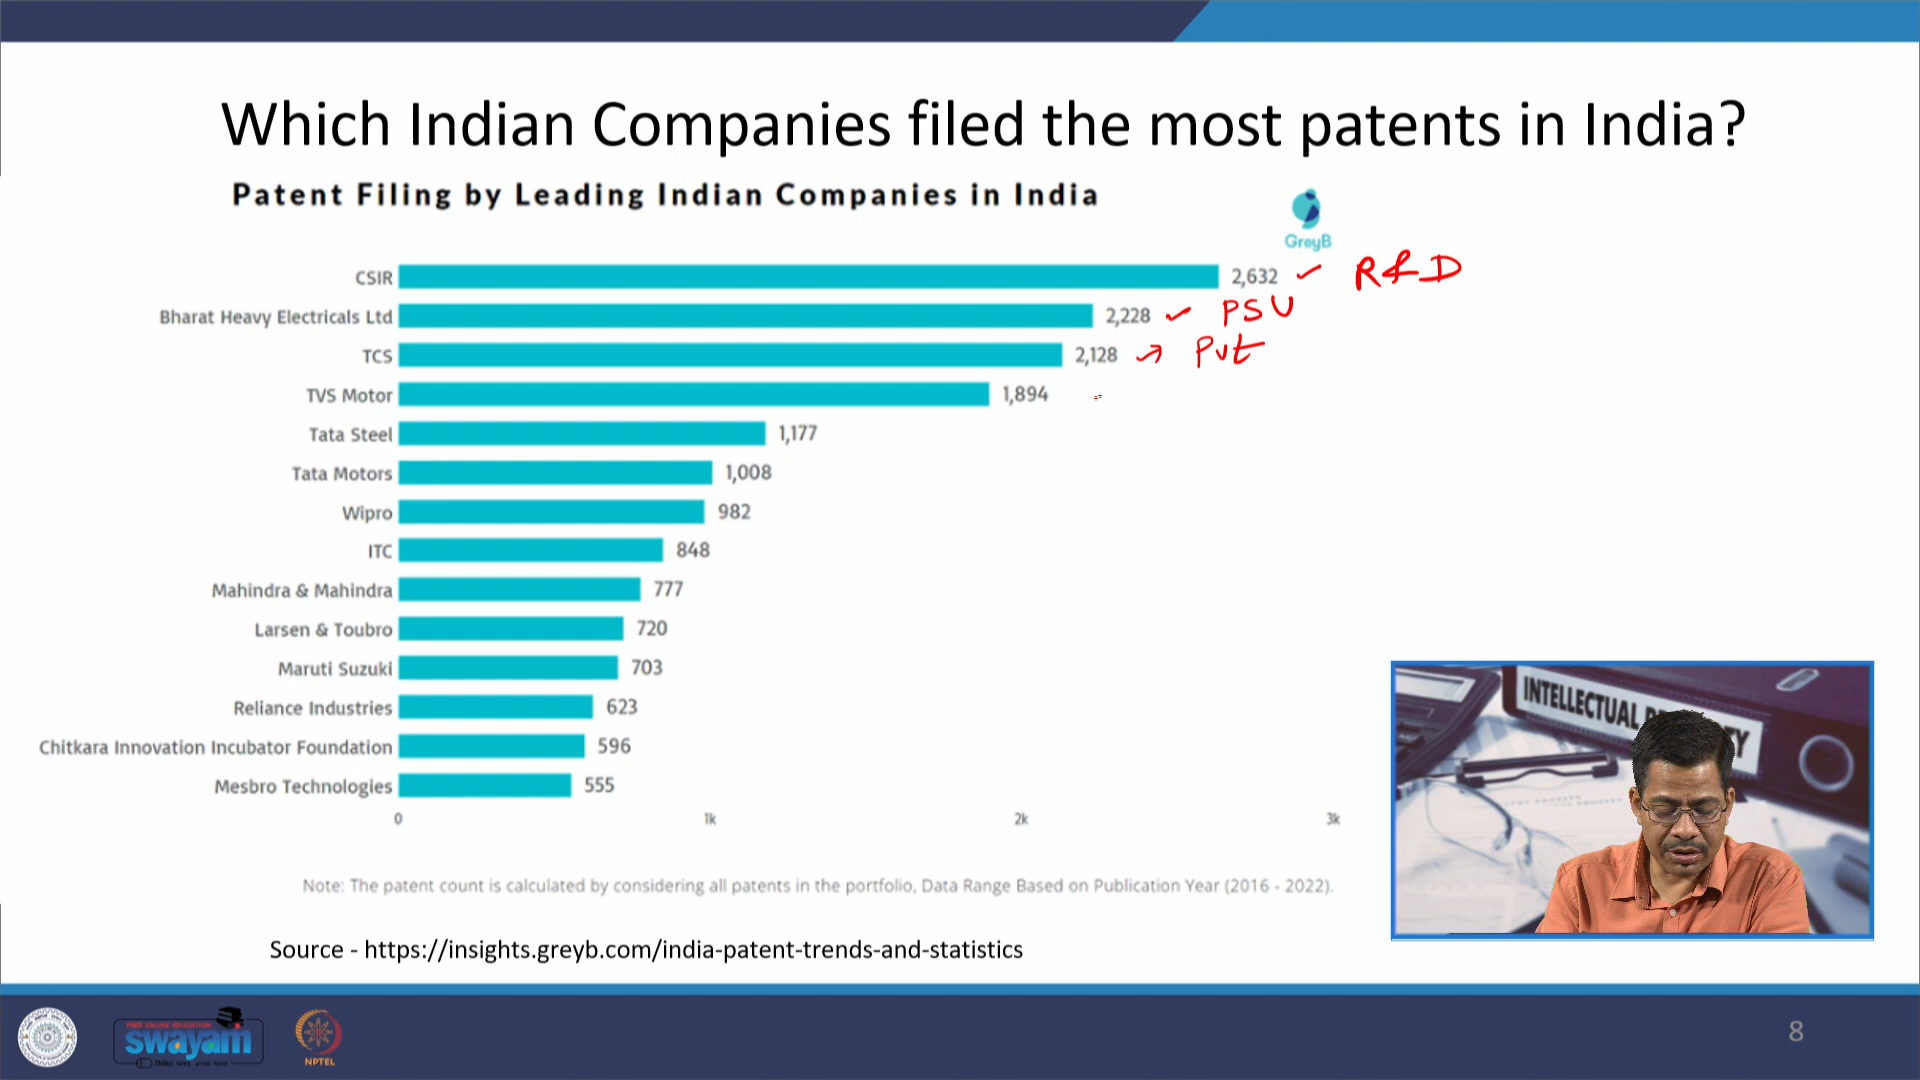 Which Indian Companies filed the most patents in India?
Patent Filing by Leading Indian Companies in India
GreyB
CSIR 2,632 R&D
Bharat Heavy Electricals Ltd 2,228 PSU
TCS 2,128 Pvt
TVS Motor 1,894
Tata Steel 1,177
Tata Motors 1,008
Wipro 982
ITC 848
Mahindra & Mahindra 777
Larsen & Toubro 720
Maruti Suzuki 703
Reliance Industries 623
Chitkara Innovation Incubator Foundation 596
Mesbro Technologies 555
0 1k 2k 3k
Note: The patent count is calculated by considering all patents in the portfolio, Data Range Based on Publication Year (2016 - 2022).
Source - https://insights.greyb.com/india-patent-trends-and-statistics
INTELLECTUAL
FREE ONLINE EDUCATION
swayam
NPTEL
8